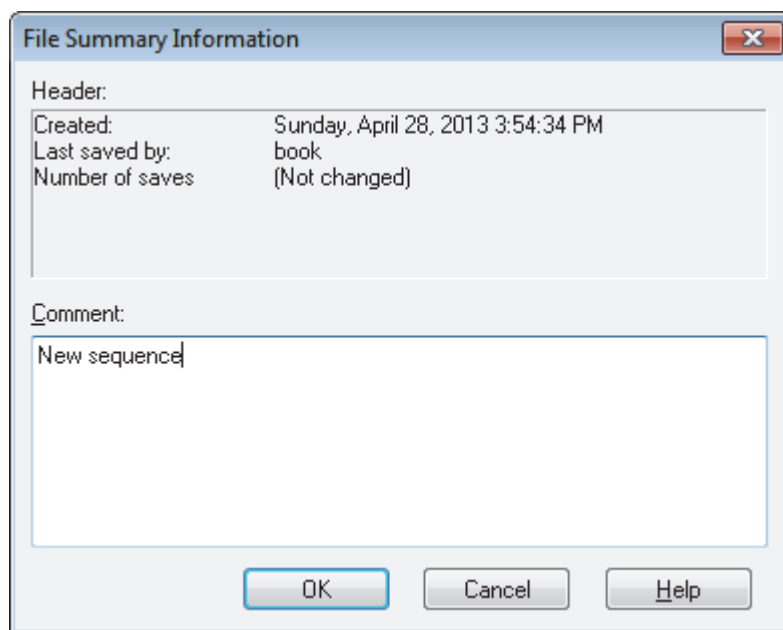 File Summary Information
Header:
Created: Sunday, April 28, 2013 3:54:34 PM
Last saved by: book
Number of saves (Not changed)
Comment:
New sequence
OK Cancel Help